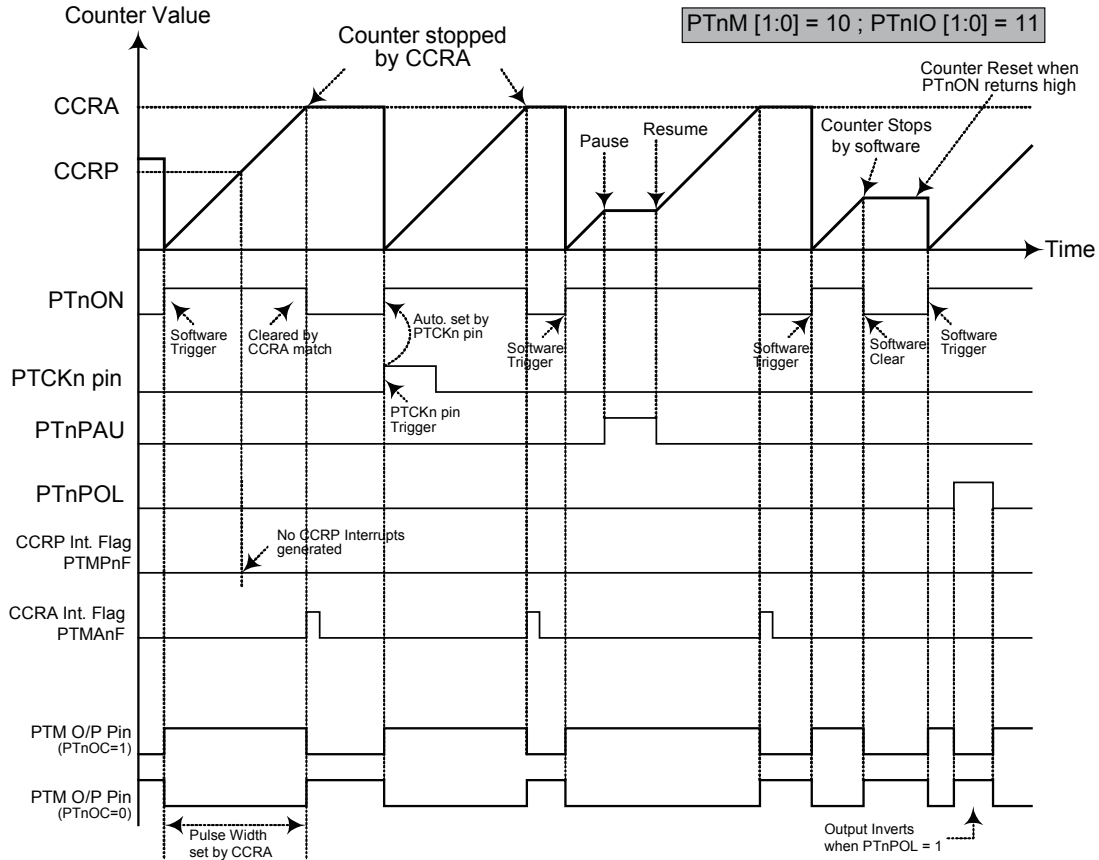 Counter Value
PTnM [1:0] = 10 ; PTnIO [1:0] = 11
Counter stopped
by CCRA
Counter Reset when
PTnON returns high
CCRA
Pause
Resume
Counter Stops
by software
CCRP
Time
PTnON
Software
Trigger
Cleared by
CCRA match
Auto. set by
PTCKn pin
Software
Trigger
Software
Trigger
Software
Clear
Software
Trigger
PTCKn pin
PTCKn pin
Trigger
PTnPAU
PTnPOL
CCRP Int. Flag
PTMPnF
No CCRP Interrupts
generated
CCRA Int. Flag
PTMAnF
PTM O/P Pin
(PTnOC=1)
PTM O/P Pin
(PTnOC=0)
Pulse Width
set by CCRA
Output Inverts
when PTnPOL = 1